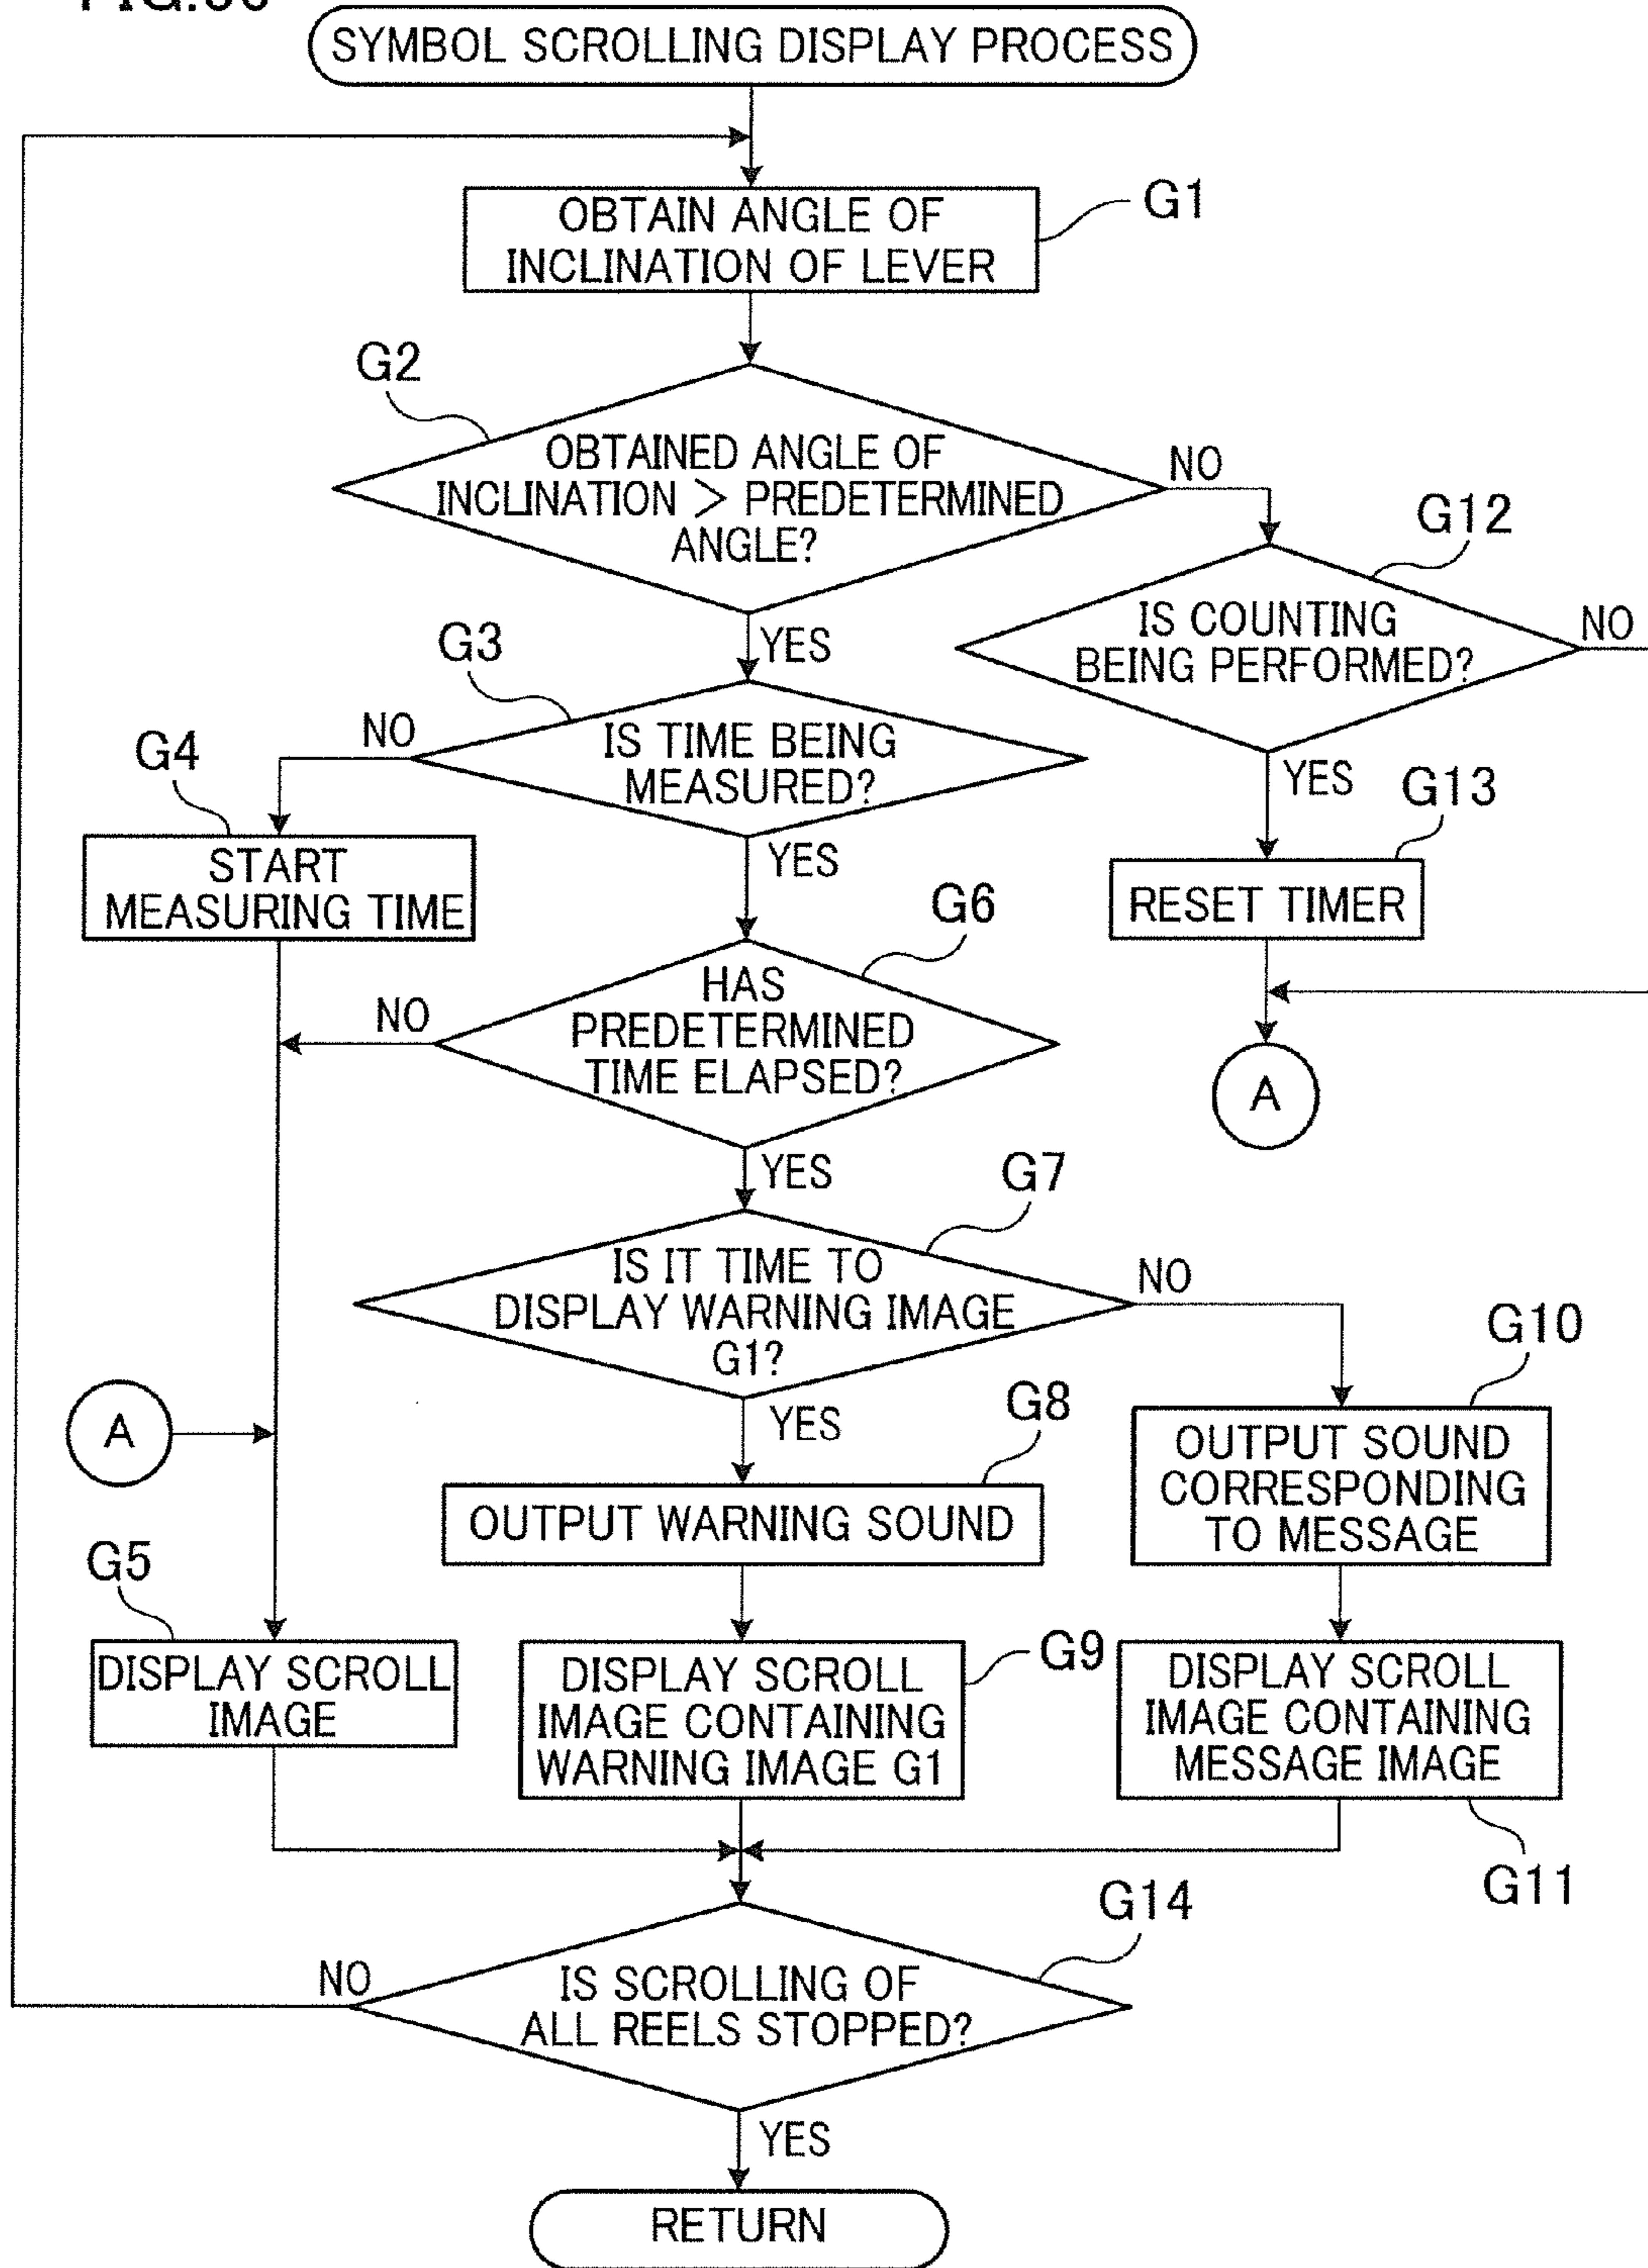 SYMBOL SCROLLING DISPLAY PROCESS
OBTAIN ANGLE OF
INCLINATION OF LEVER
G1
G2
OBTAINED ANGLE OF
INCLINATION > PREDETERMINED
ANGLE?
NO
YES
G12
IS COUNTING
BEING PERFORMED?
NO
YES
G3
IS TIME BEING
MEASURED?
NO
YES
G4
START
MEASURING TIME
G13
RESET TIMER
A
G6
HAS
PREDETERMINED
TIME ELAPSED?
NO
YES
G7
IS IT TIME TO
DISPLAY WARNING IMAGE
G1?
NO
YES
A
G8
OUTPUT WARNING SOUND
G10
OUTPUT SOUND
CORRESPONDING
TO MESSAGE
G5
DISPLAY SCROLL
IMAGE
G9
DISPLAY SCROLL
IMAGE CONTAINING
WARNING IMAGE G1
DISPLAY SCROLL
IMAGE CONTAINING
MESSAGE IMAGE
G11
G14
IS SCROLLING OF
ALL REELS STOPPED?
NO
YES
RETURN